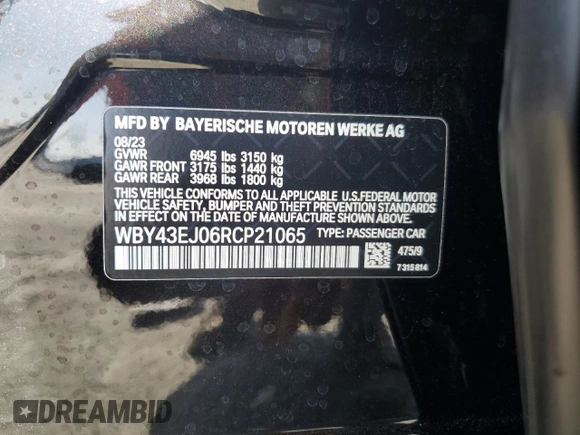 MFD BY BAYERISCHE MOTOREN WERKE AG
08/23
GVWR 6945 lbs 3150 kg
GAWR FRONT 3175 lbs 1440 kg
GAWR REAR 3968 lbs 1800 kg
THIS VEHICLE CONFORMS TO ALL APPLICABLE U.S.FEDERAL MOTOR
VEHICLE SAFETY, BUMPER AND THEFT PREVENTION STANDARDS
IN EFFECT ON THE DATE OF MANUFACTURE SHOWN ABOVE.
WBY43EJ06RCP21065 TYPE: PASSENGER CAR
475/9
7315814
DREAMBID